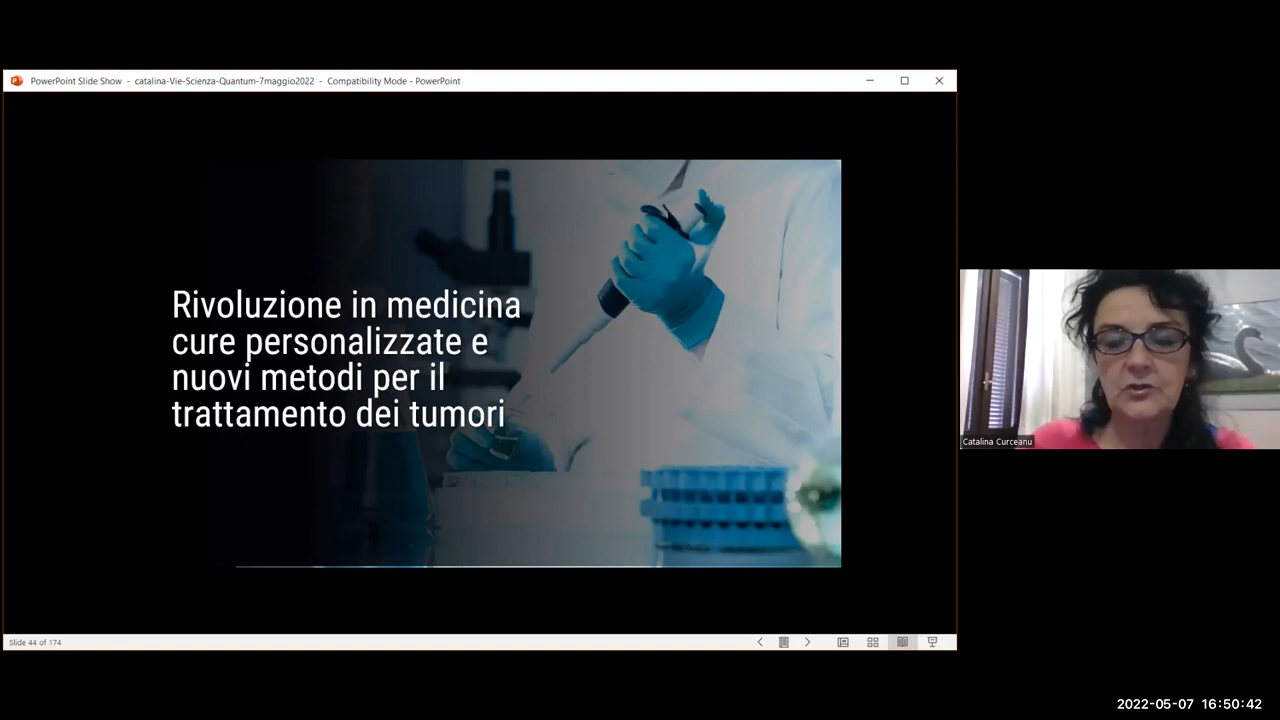 PowerPoint Slide Show - catalina-Vie-Scienza-Quantum-7maggio2022 - Compatibility Mode - PowerPoint
Rivoluzione in medicina
cure personalizzate e
nuovi metodi per il
trattamento dei tumori
Catalina Curceanu
Slide 44 of 174
2022-05-07 16:50:42